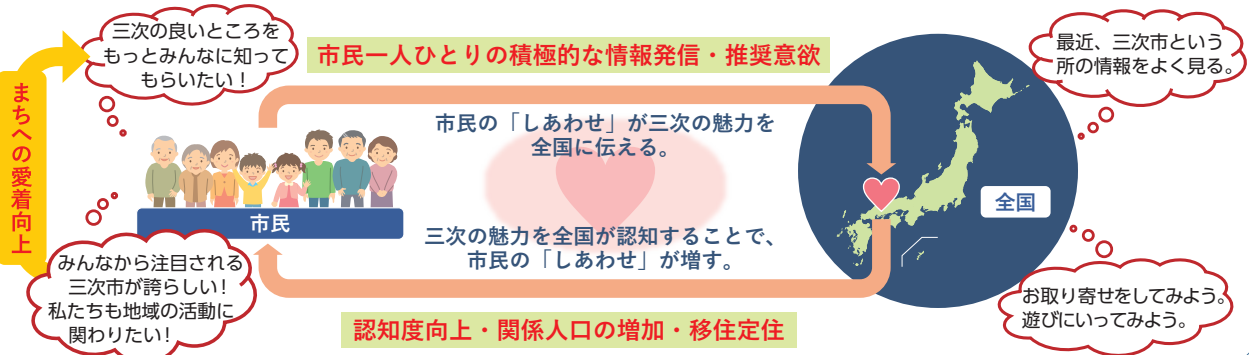 三次の良いところを
もっとみんなに知って
もらいたい！
市民一人ひとりの積極的な情報発信・推奨意欲
最近、三次市という
所の情報をよく見る。
まちへの愛着向上
市民の「しあわせ」が三次の魅力を
全国に伝える。
市民
全国
三次の魅力を全国が認知することで、
市民の「しあわせ」が増す。
みんなから注目される
三次市が誇らしい！
私たちも地域の活動に
関わりたい！
お取り寄せをしてみよう。
遊びにいってみよう。
認知度向上・関係人口の増加・移住定住